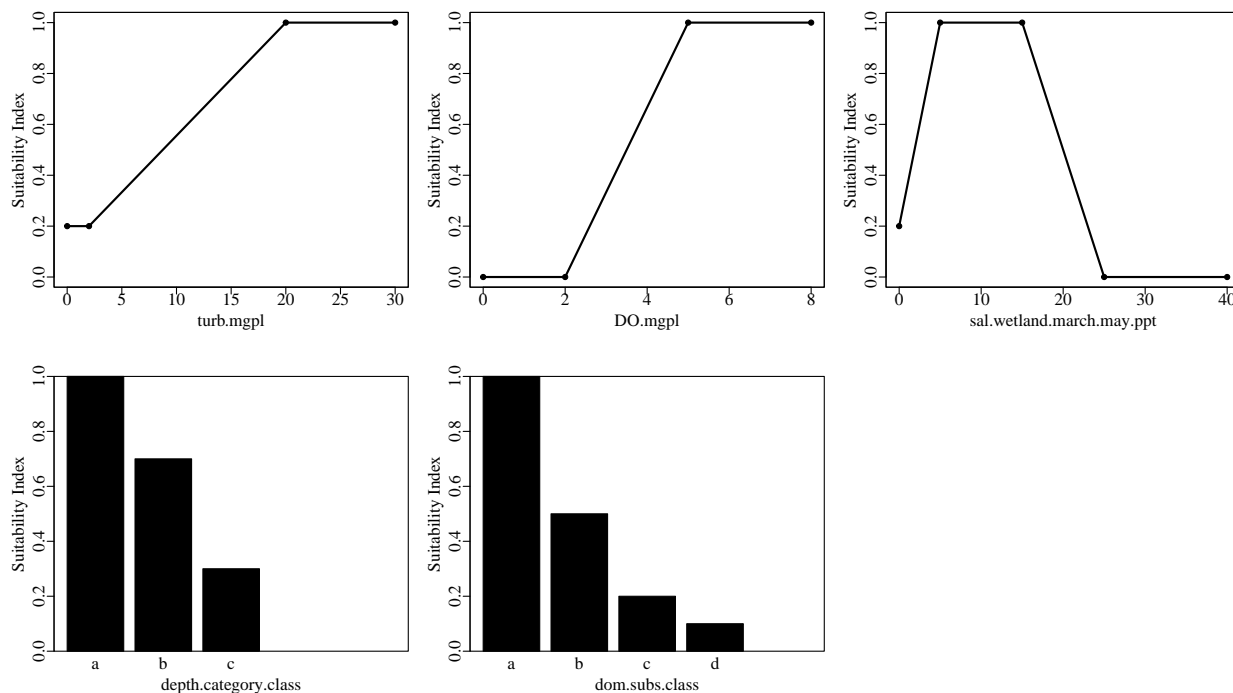 Suitability Index
0.0 0.2 0.4 0.6 0.8 1.0
0 5 10 15 20 25 30
turb.mgpl
Suitability Index
0.0 0.2 0.4 0.6 0.8 1.0
0 2 4 6 8
DO.mgpl
Suitability Index
0.0 0.2 0.4 0.6 0.8 1.0
0 10 20 30 40
sal.wetland.march.may.ppt
Suitability Index
0.0 0.2 0.4 0.6 0.8 1.0
a b c
depth.category.class
Suitability Index
0.0 0.2 0.4 0.6 0.8 1.0
a b c d
dom.subs.class